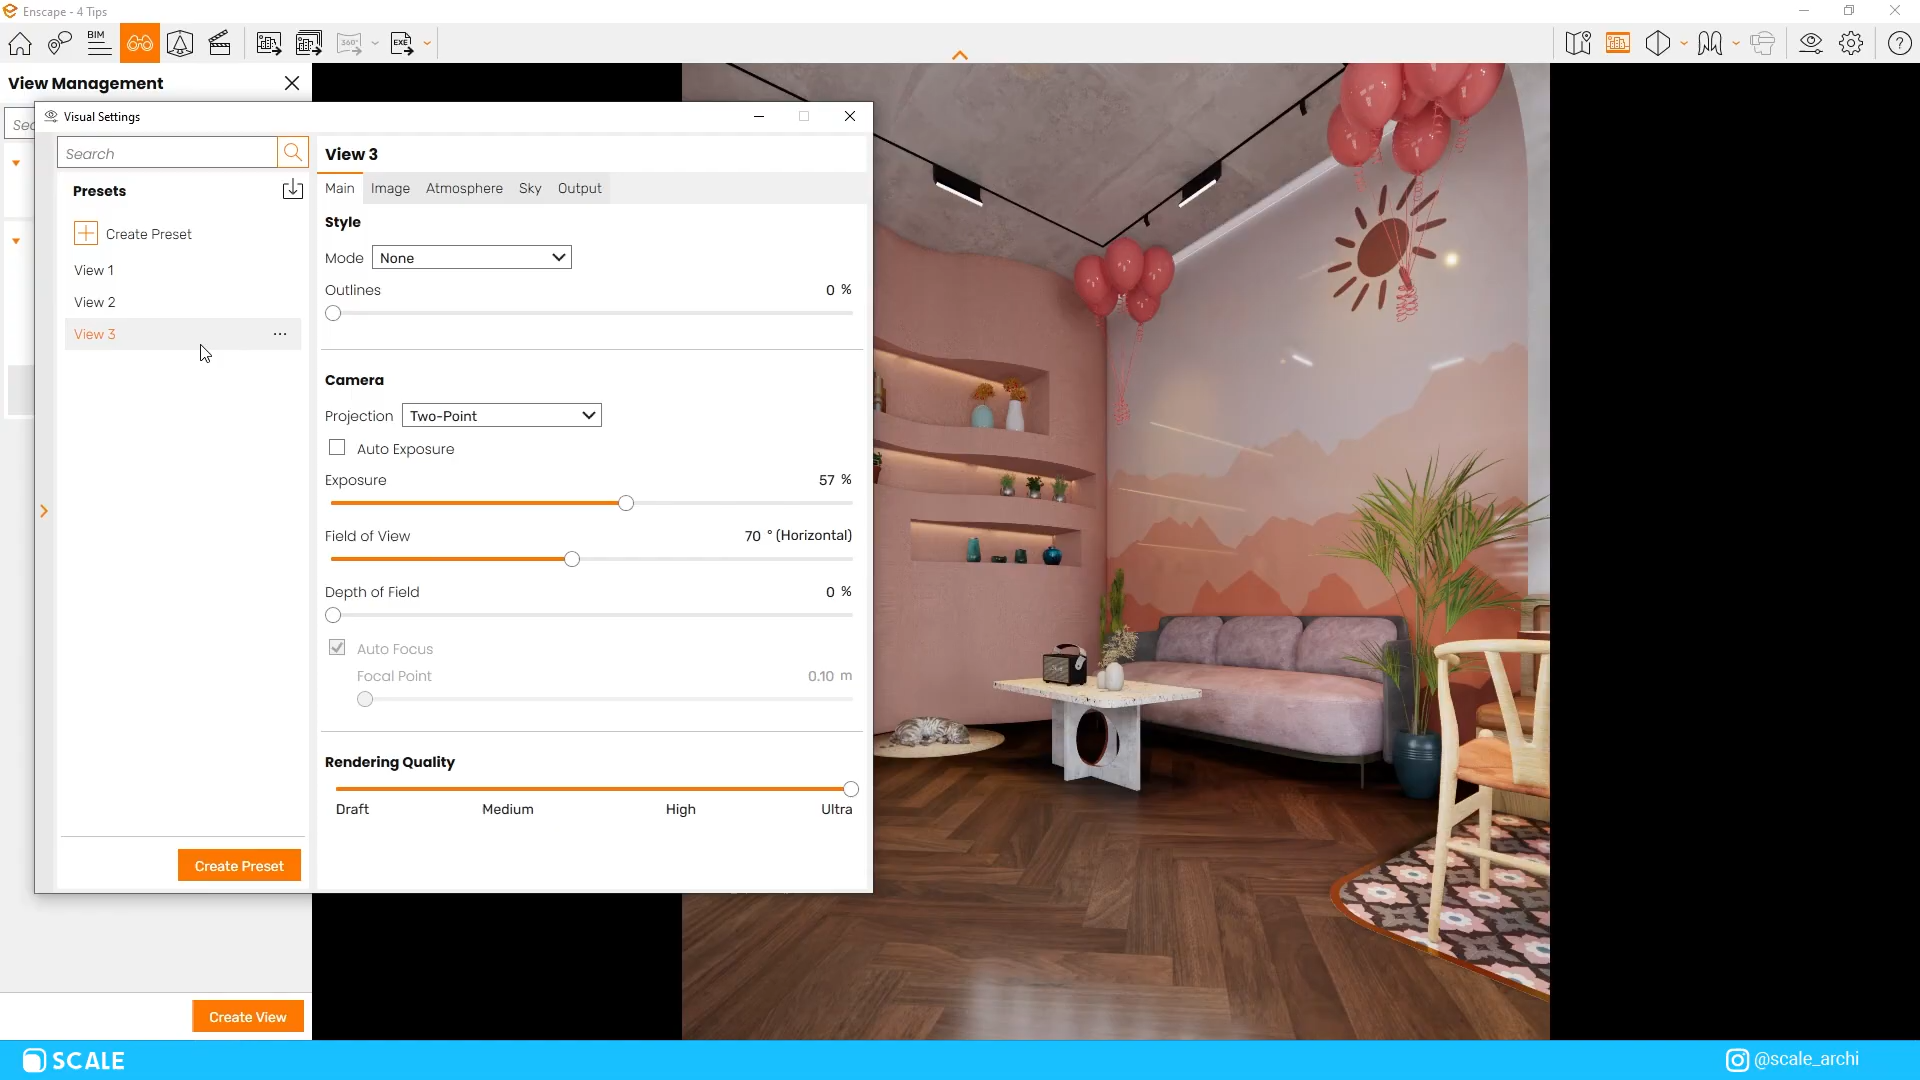 Enscape - 4 Tips
BIM
360°
EXE
View Management
Visual Settings
Search
View 3
Presets
Main
Image
Atmosphere
Sky
Output
Style
Create Preset
Mode
None
View 1
Outlines
0 %
View 2
View 3
...
Camera
Projection
Two-Point
Auto Exposure
Exposure
57 %
Field of View
70 ° (Horizontal)
Depth of Field
0 %
Auto Focus
Focal Point
0.10 m
Rendering Quality
Draft
Medium
High
Ultra
Create Preset
Create View
SCALE
@scale_archi